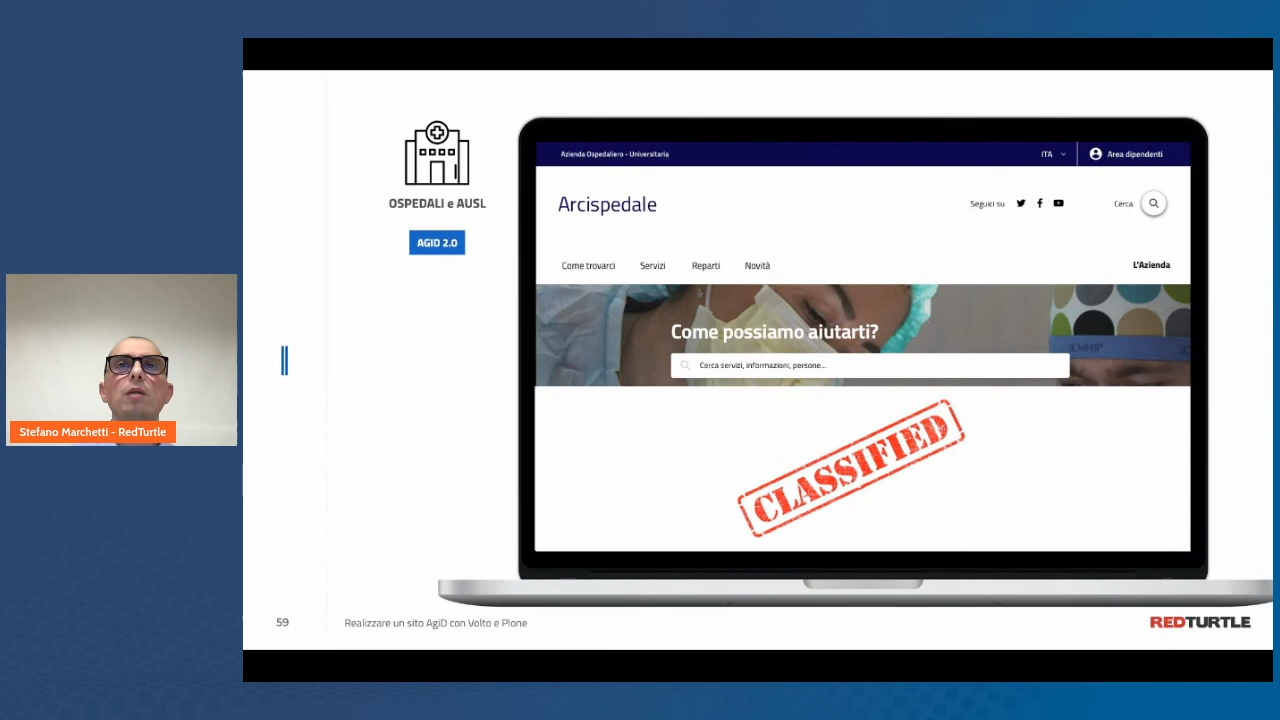 OSPEDALI e AUSL
AGID 2.0
Azienda Ospedaliero - Universitaria
ITA
Area dipendenti
Arcispedale
Seguici su
Cerca
Come trovarci
Servizi
Reparti
Novità
L'Azienda
Come possiamo aiutarti?
Cerca servizi, informazioni, persone...
CLASSIFIED
Stefano Marchetti - RedTurtle
59
Realizzare un sito AgiD con Volto e Plone
REDTURTLE